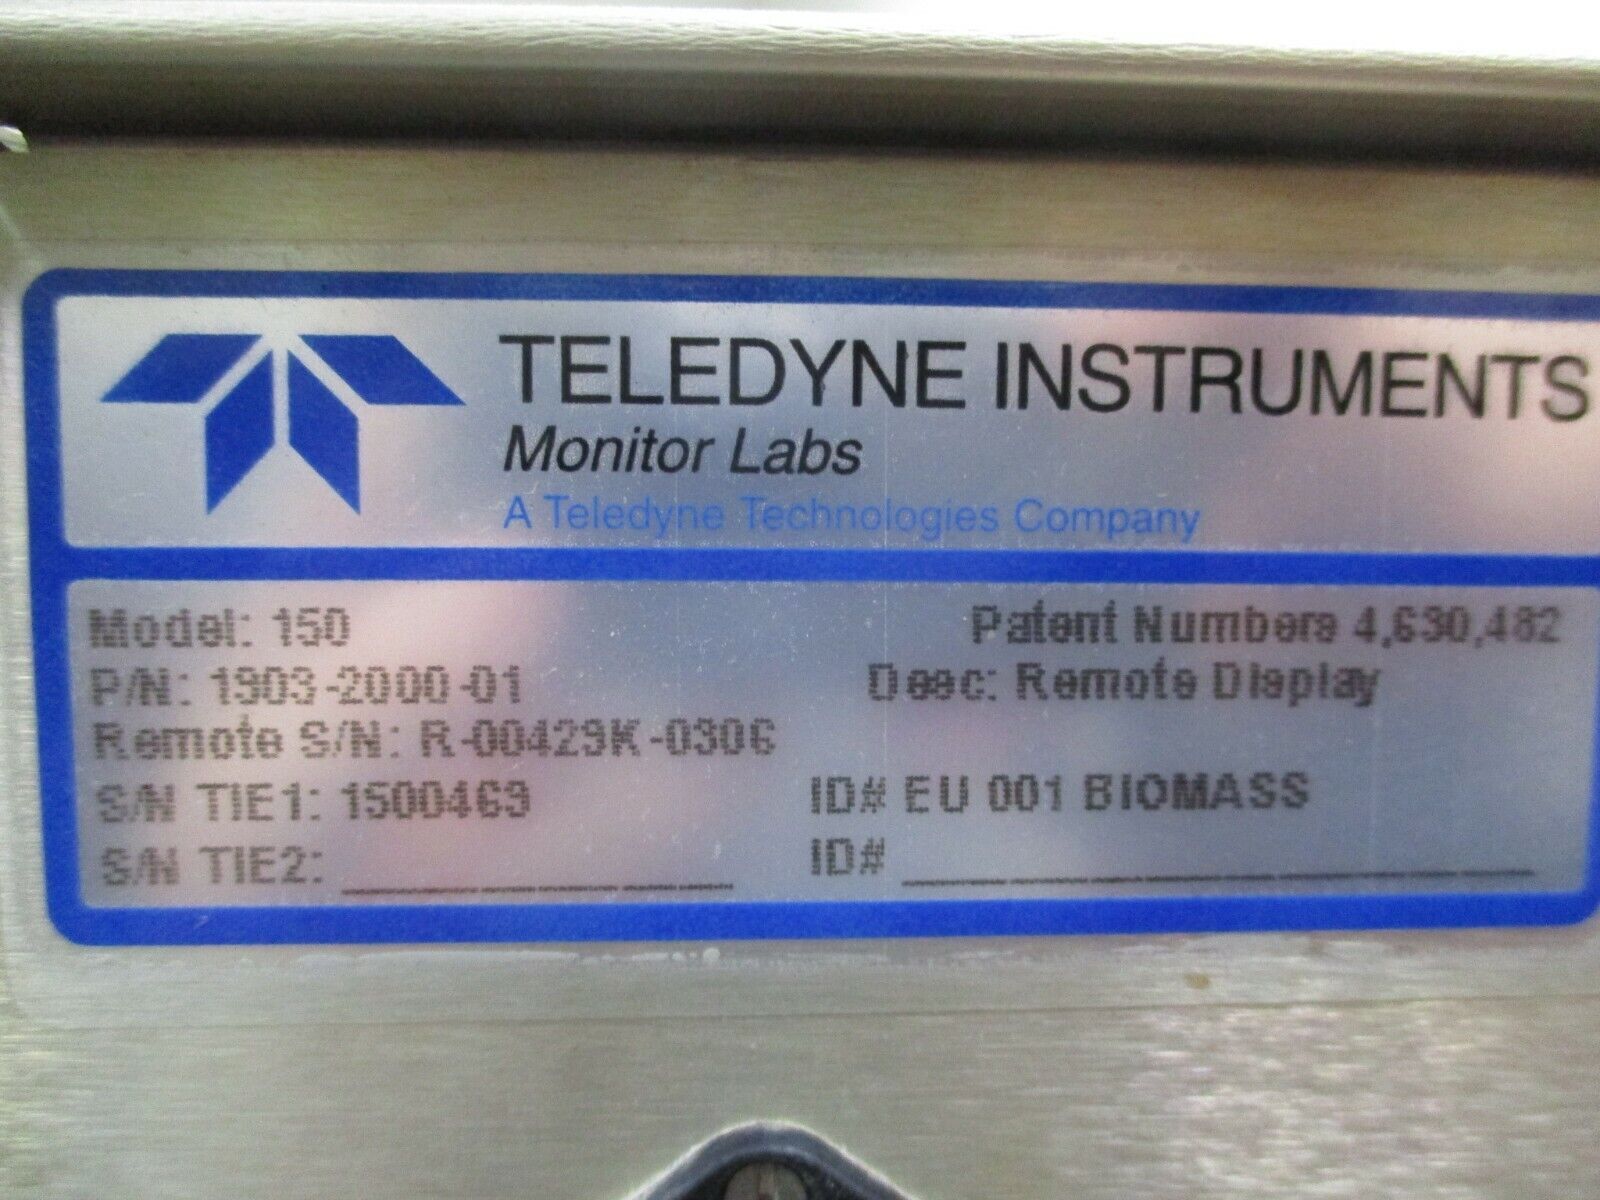 TELEDYNE INSTRUMENTS
Monitor Labs
A Teledyne Technologies Company
Model: 150
Patent Numbers 4,630,482
P/N: 1903-2000-01
Desc: Remote Display
Remote S/N: R-00429K-0306
S/N TIE1: 1500469
ID# EU 001 BIOMASS
S/N TIE2:
ID#